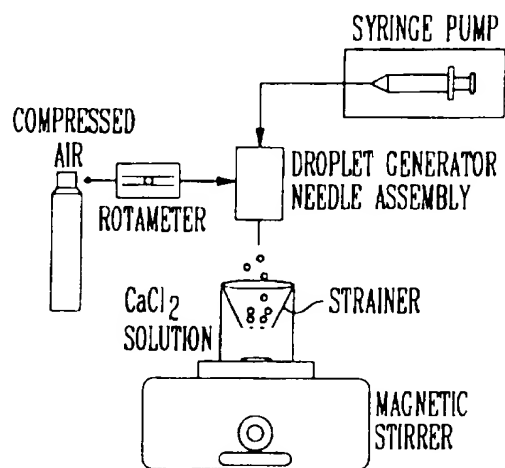 SYRINGE PUMP
COMPRESSED
AIR
ROTAMETER
DROPLET GENERATOR
NEEDLE ASSEMBLY
CaCl2
SOLUTION
STRAINER
MAGNETIC
STIRRER